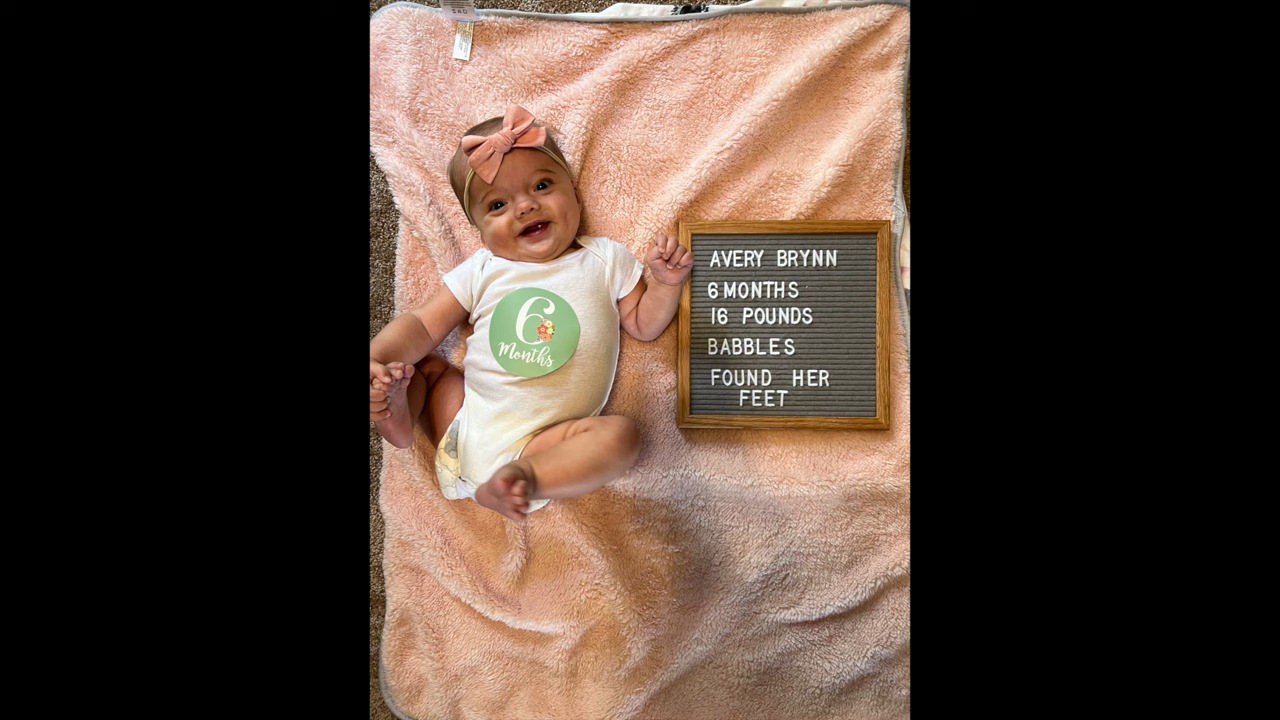 6
Months
AVERY BRYNN
6 MONTHS
16 POUNDS
BABBLES
FOUND HER
FEET